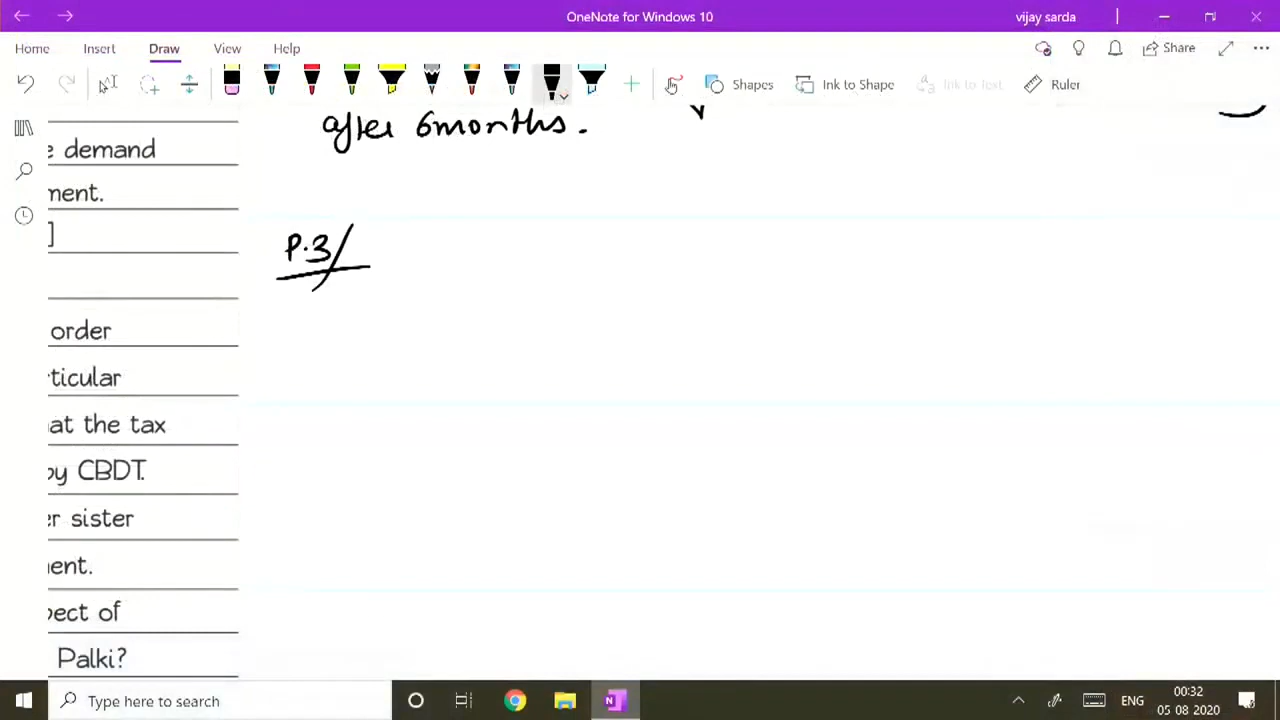 OneNote for Windows 10
vijay sarda
Home Insert Draw View Help
Share
Shapes Ink to Shape Ink to Text Ruler
after 6months.
e demand
ment.
]
P.3/
order
rticular
at the tax
by CBDT.
er sister
ent.
pect of
Palki?
Type here to search
ENG
00:32
05-08-2020